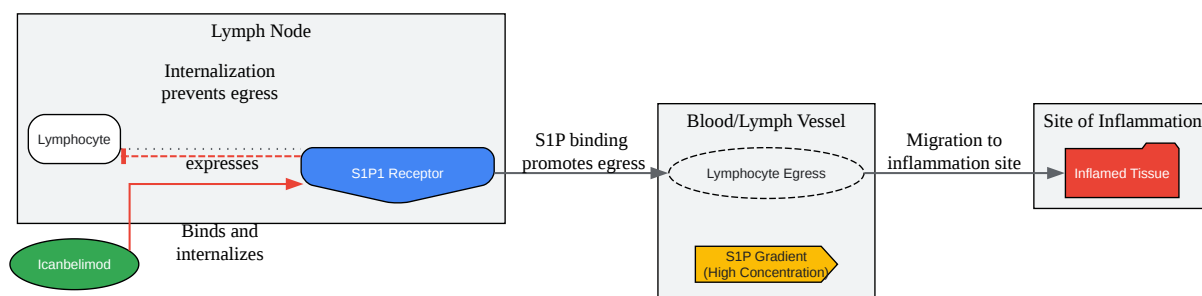 Lymph Node
Internalization
prevents egress
Lymphocyte
expresses
S1P1 Receptor
Binds and
internalizes
Icanbelimod
S1P binding
promotes egress
Blood/Lymph Vessel
Lymphocyte Egress
S1P Gradient
(High Concentration)
Migration to
inflammation site
Site of Inflammation
Inflamed Tissue